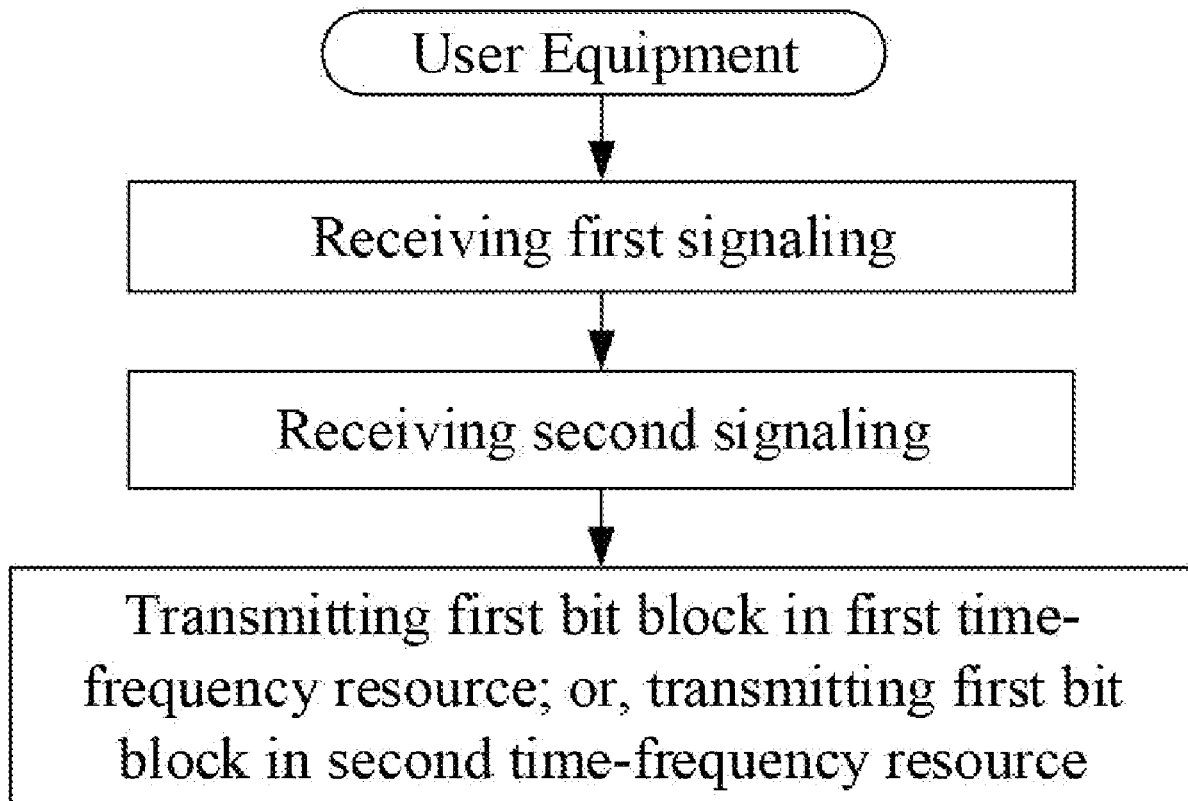 User Equipment
Receiving first signaling
Receiving second signaling
Transmitting first bit block in first time-
frequency resource; or, transmitting first bit
block in second time-frequency resource